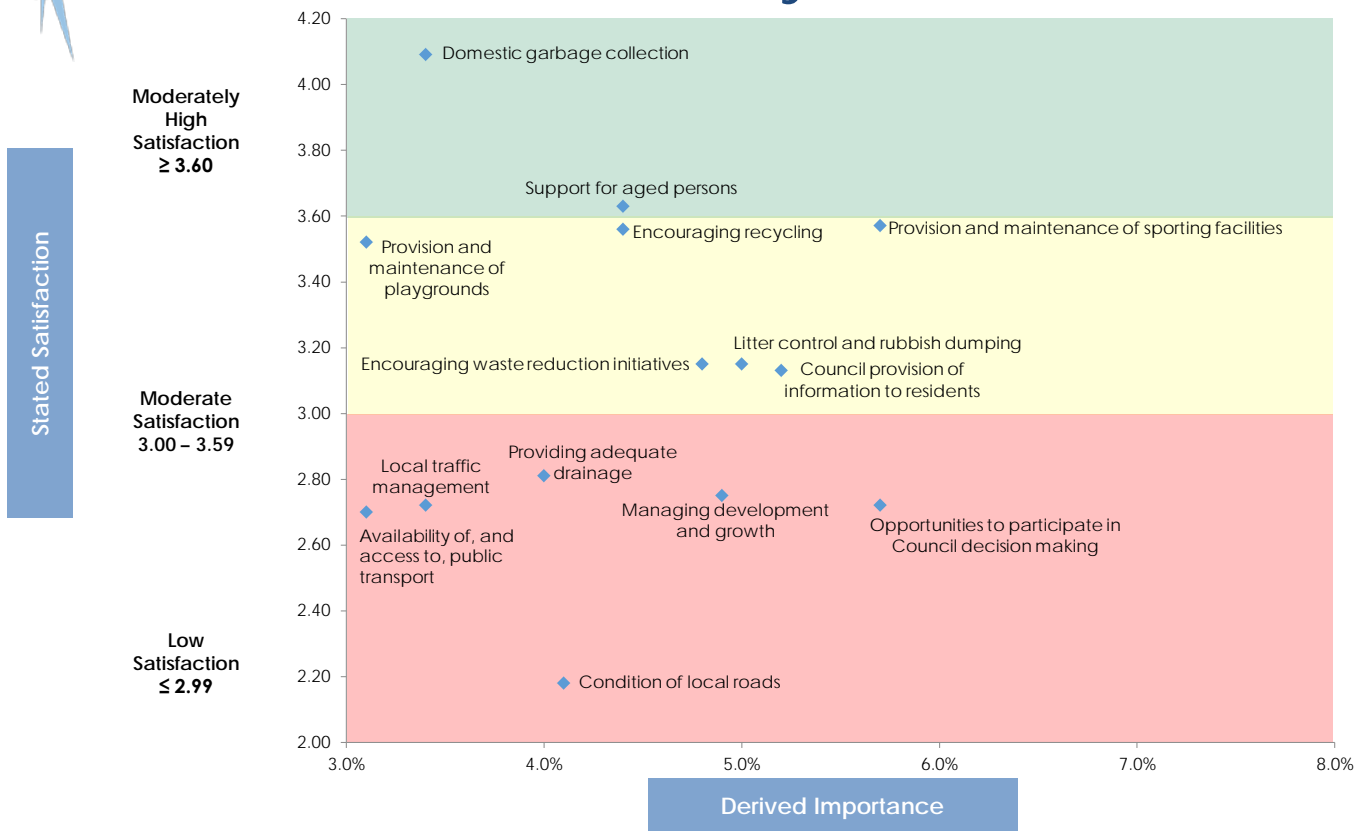 4.20
4.00
3.80
3.60
3.40
3.20
3.00
2.80
2.60
2.40
2.20
2.00
Moderately
High
Satisfaction
≥ 3.60
Moderate
Satisfaction
3.00 – 3.59
Low
Satisfaction
≤ 2.99
Stated Satisfaction
Domestic garbage collection
Support for aged persons
Encouraging recycling
Provision and maintenance of sporting facilities
Provision and
maintenance of
playgrounds
Encouraging waste reduction initiatives
Litter control and rubbish dumping
Council provision of
information to residents
Local traffic
management
Providing adequate
drainage
Managing development
and growth
Opportunities to participate in
Council decision making
Availability of, and
access to, public
transport
Condition of local roads
3.0%
4.0%
5.0%
6.0%
7.0%
8.0%
Derived Importance